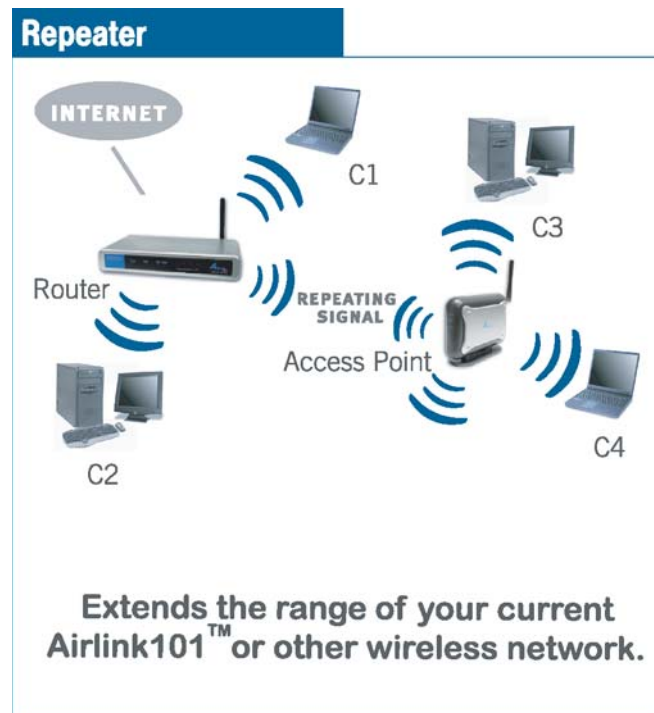 Repeater
INTERNET
C1
C3
Router
REPEATING
SIGNAL
Access Point
C2
C4
Extends the range of your current
Airlink101™ or other wireless network.